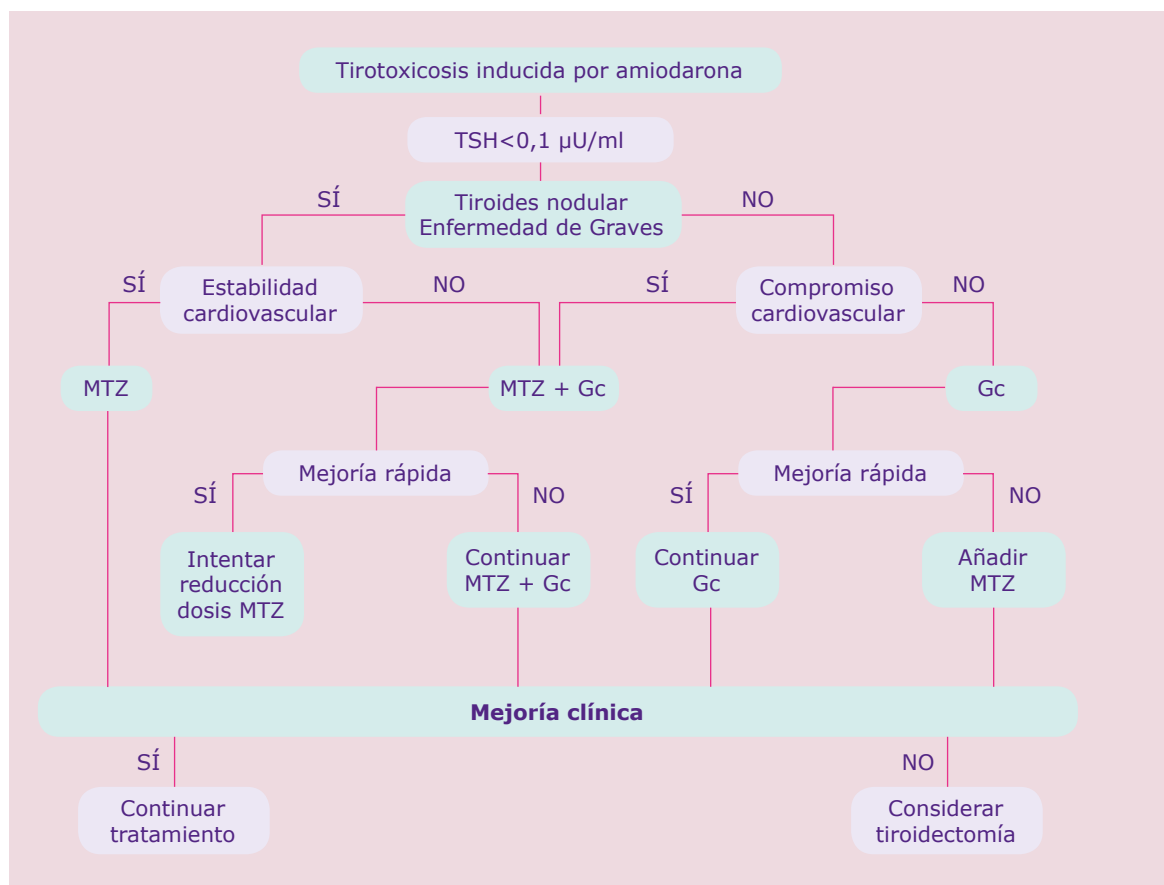 Tirotoxicosis inducida por amiodarona
TSH<0,1 µU/ml
SÍ
Tiroides nodular
Enfermedad de Graves
NO
SÍ
Estabilidad
cardiovascular
NO
SÍ
Compromiso
cardiovascular
NO
MTZ
MTZ + Gc
Gc
Mejoría rápida
Mejoría rápida
SÍ
NO
SÍ
NO
Intentar
reducción
dosis MTZ
Continuar
MTZ + Gc
Continuar
Gc
Añadir
MTZ
Mejoría clínica
SÍ
NO
Continuar
tratamiento
Considerar
tiroidectomía